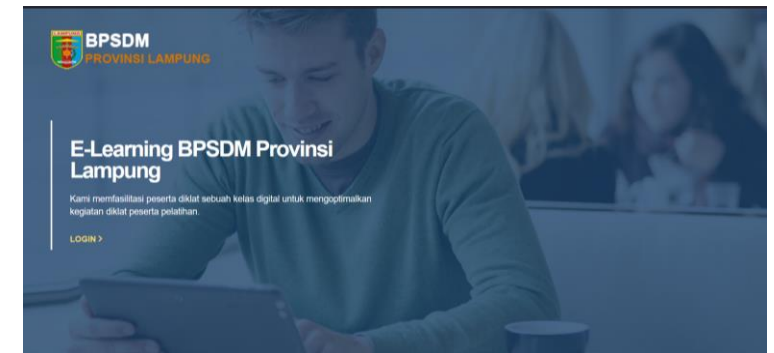 BPSDM
PROVINSI LAMPUNG
E-Learning BPSDM Provinsi
Lampung
Kami memfasilitasi peserta diklat sebuah kelas digital untuk mengoptimalkan
kegiatan diklat peserta pelatihan.
LOGIN >